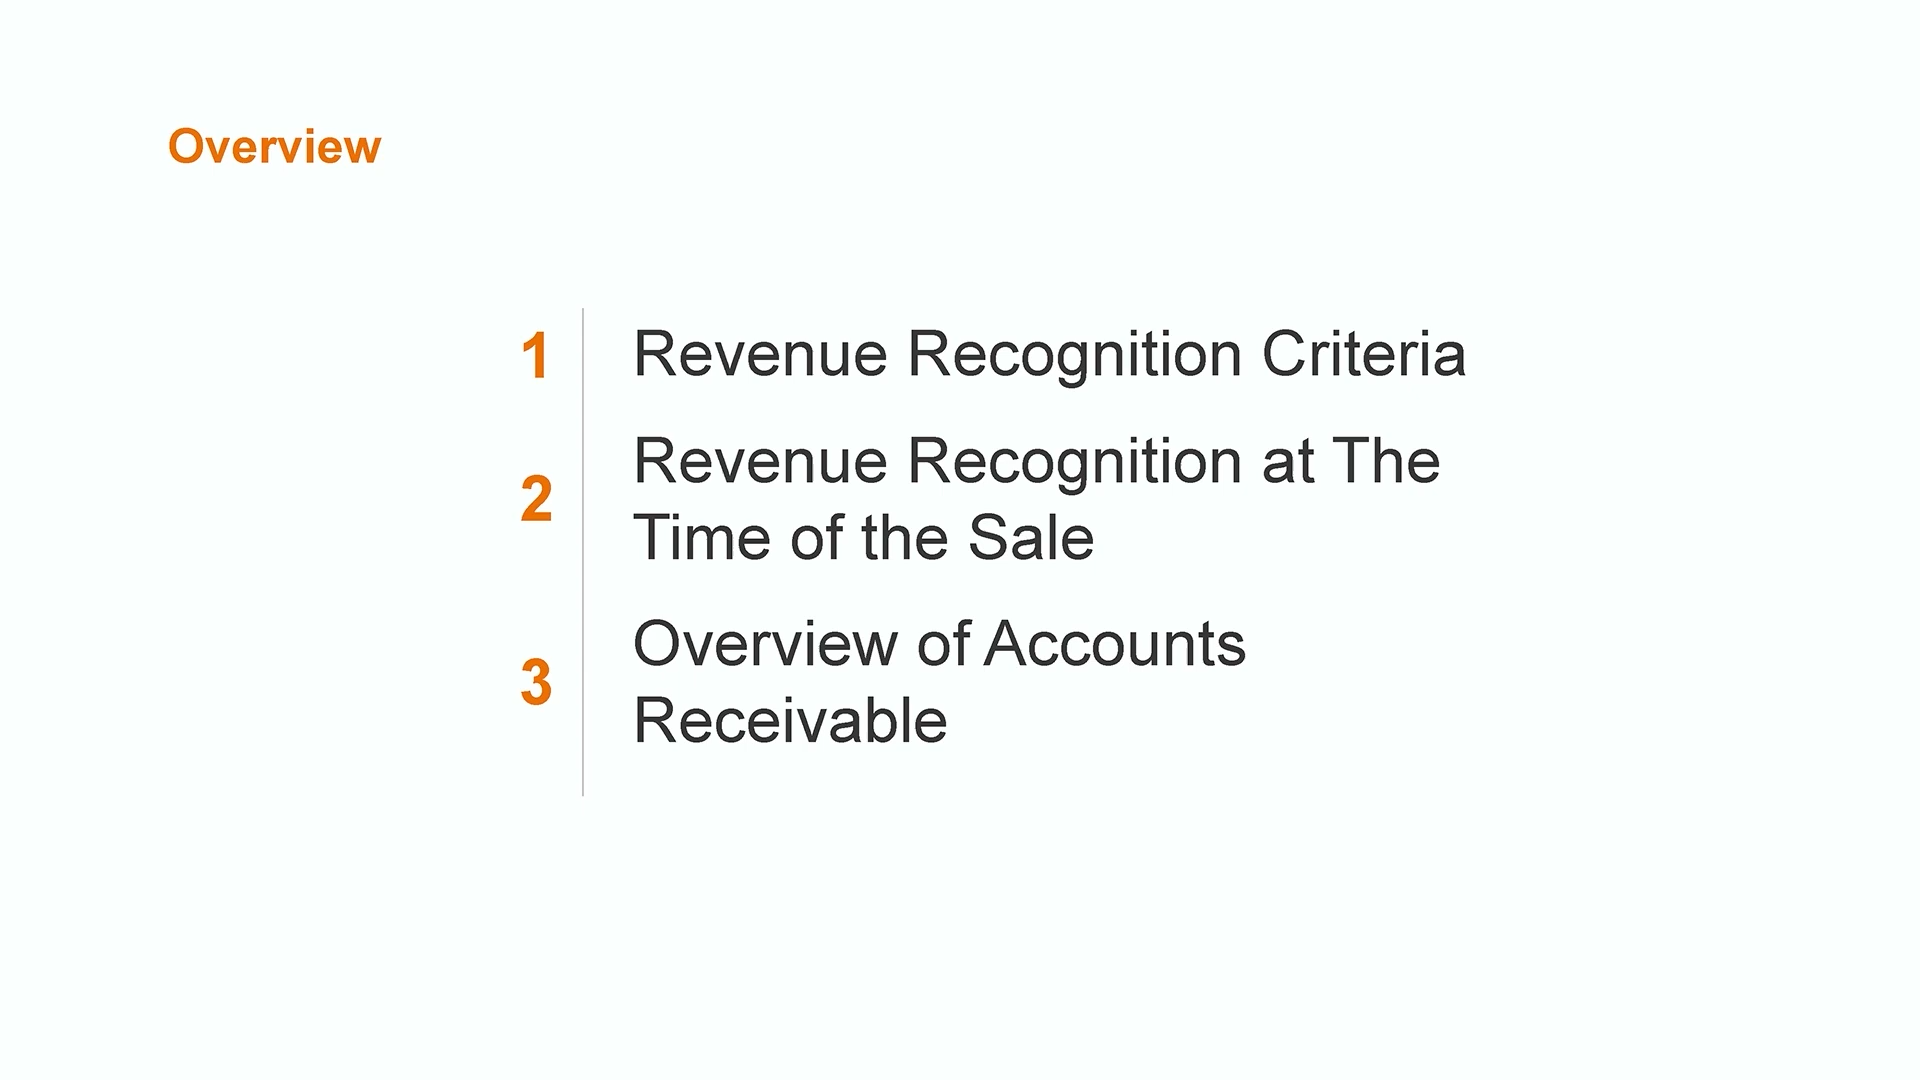 Overview
1 Revenue Recognition Criteria
2 Revenue Recognition at The
Time of the Sale
3 Overview of Accounts
Receivable